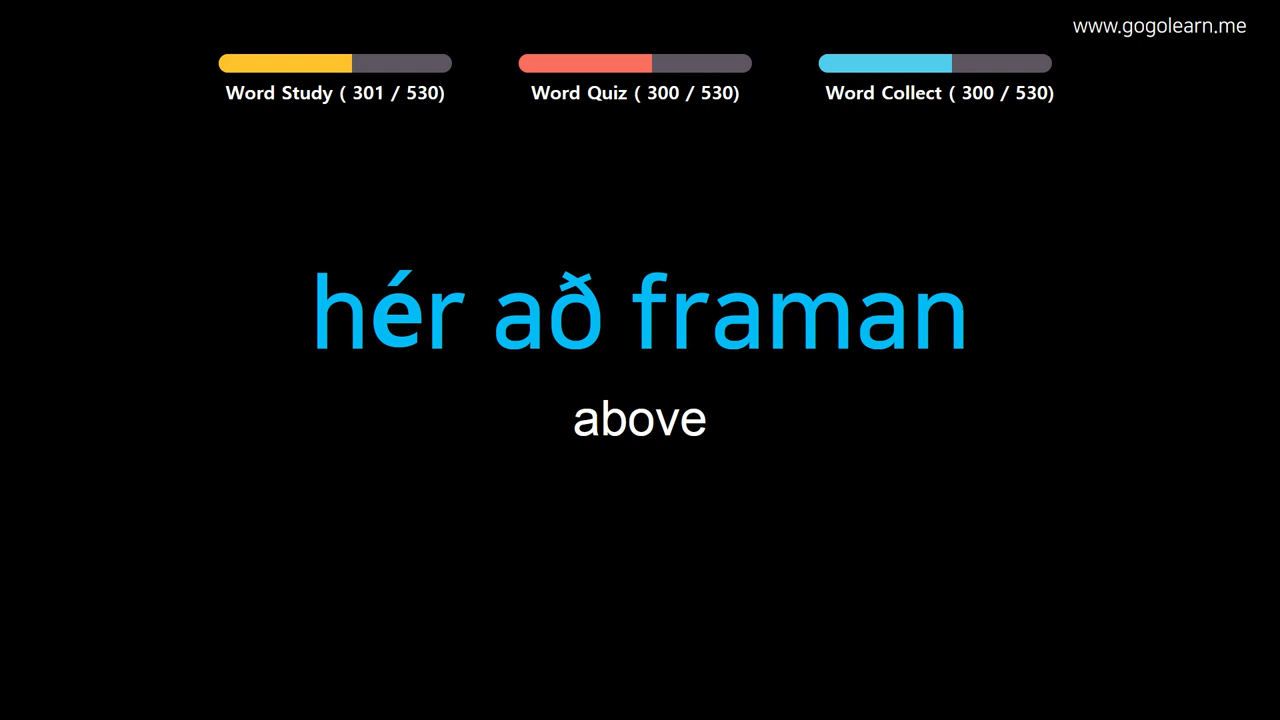 www.gogolearn.me
Word Study ( 301 / 530)
Word Quiz ( 300 / 530)
Word Collect ( 300 / 530)
hér að framan
above